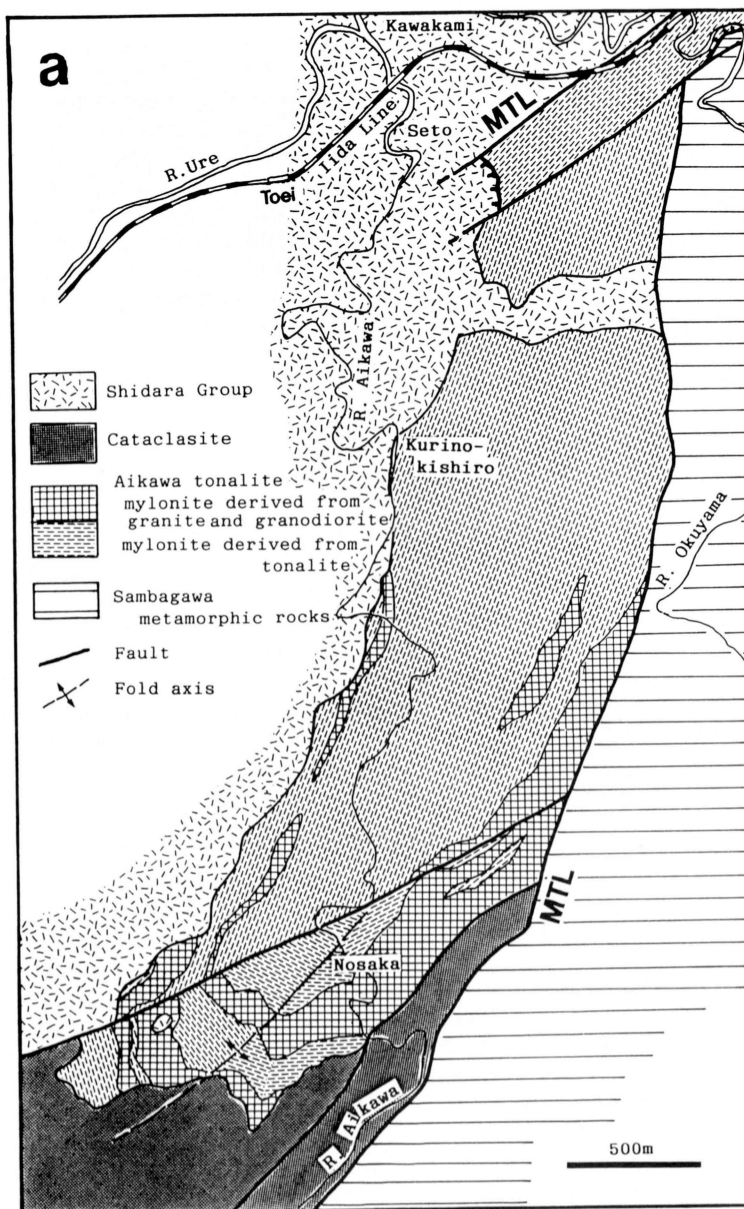 a
Kawakami
Seto
Iida Line
MTL
R.Ure
Toei
R. Aikawa
Shidara Group
Cataclasite
Aikawa tonalite
mylonite derived from
granite and granodiorite
mylonite derived from
tonalite
Sambagawa
metamorphic rocks
Fault
Fold axis
Kurino-
kishiro
R. Okuyama
MTL
Nosaka
R. Aikawa
500m